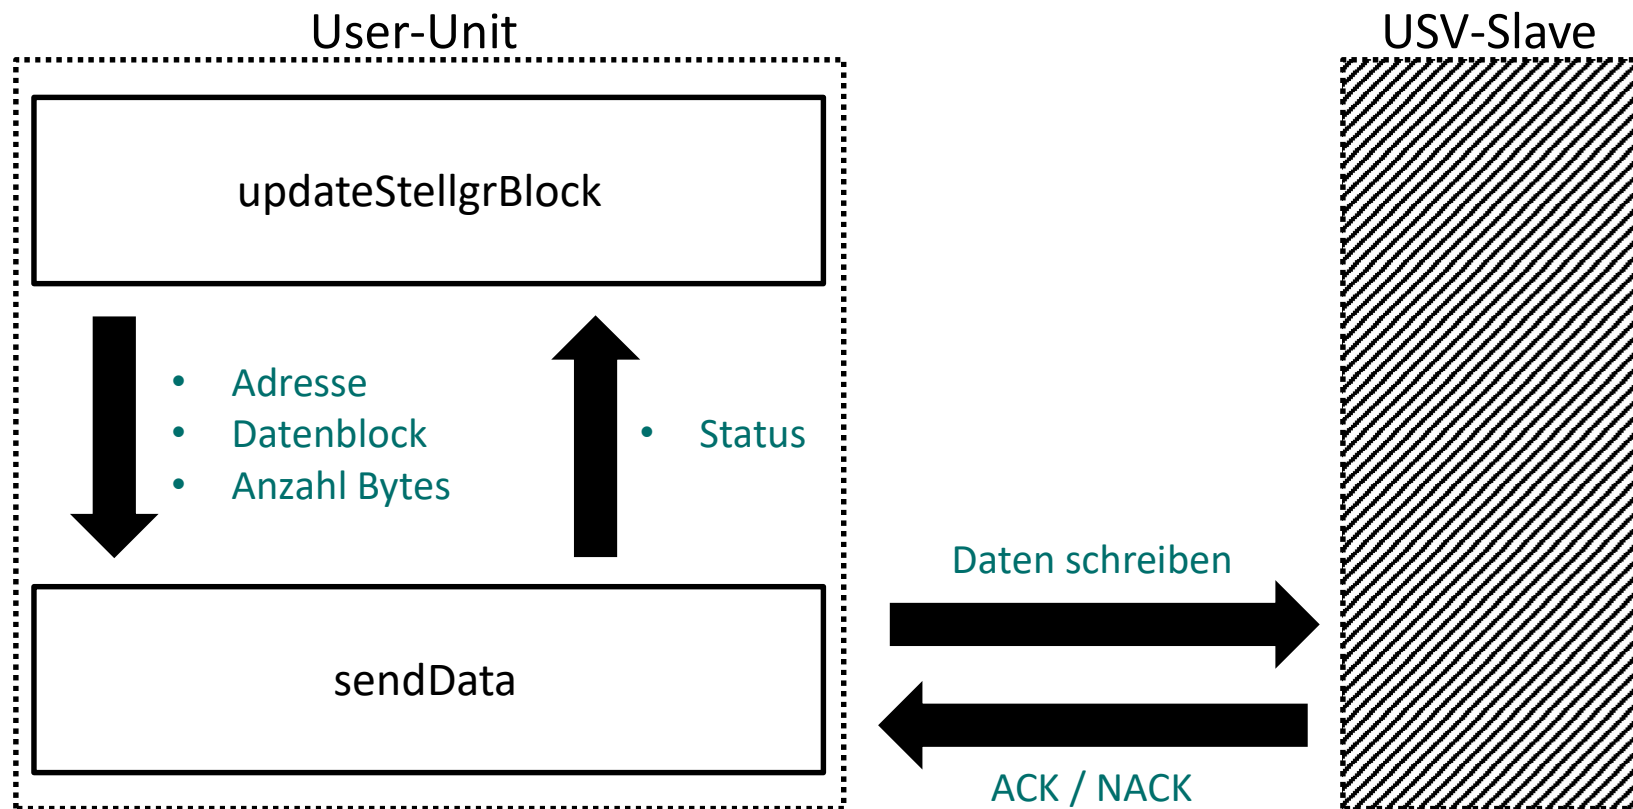 User-Unit
USV-Slave
updateStellgrBlock
• Adresse
• Datenblock
• Anzahl Bytes
• Status
Daten schreiben
sendData
ACK / NACK